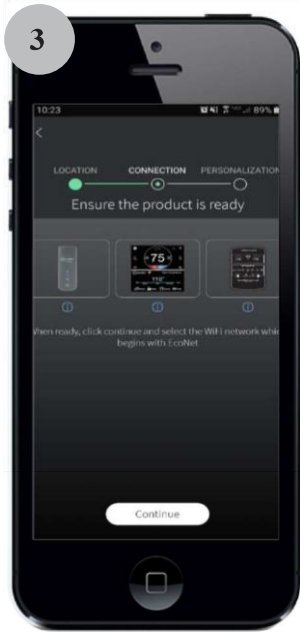 3
10:23
89%
LOCATION CONNECTION PERSONALIZATION
Ensure the product is ready
75
When ready, click continue and select the WiFi network whic
begins with EcoNet
Continue